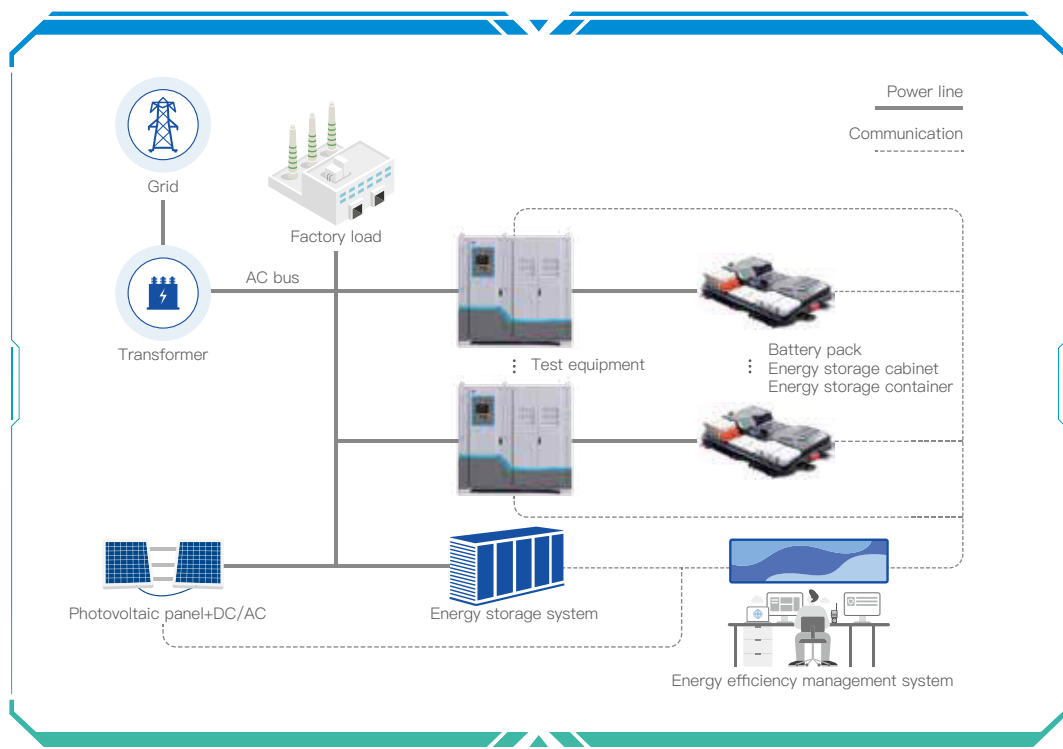 Power line
Communication
Grid
Factory load
AC bus
Transformer
Test equipment
Battery pack
Energy storage cabinet
Energy storage container
Photovoltaic panel+DC/AC
Energy storage system
Energy efficiency management system